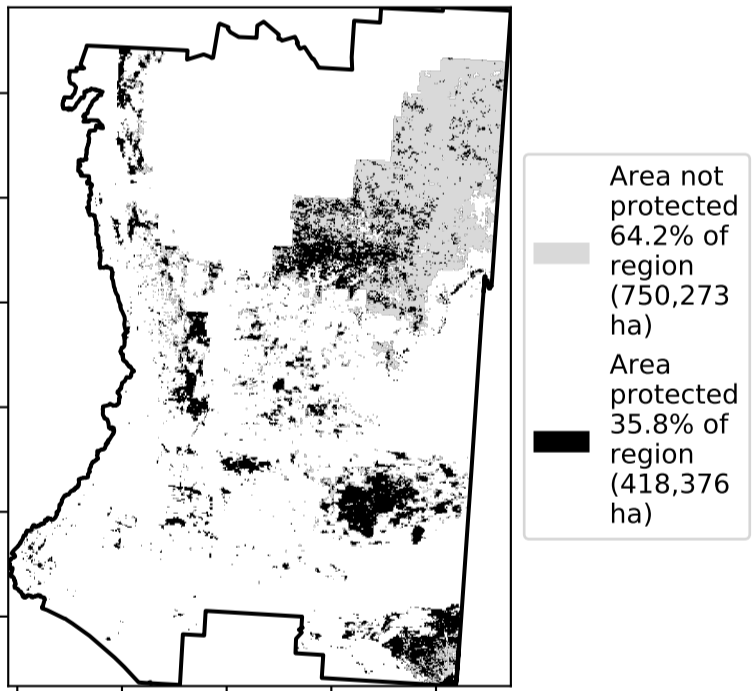 Area not
protected
64.2% of
region
(750,273
ha)
Area
protected
35.8% of
region
(418,376
ha)